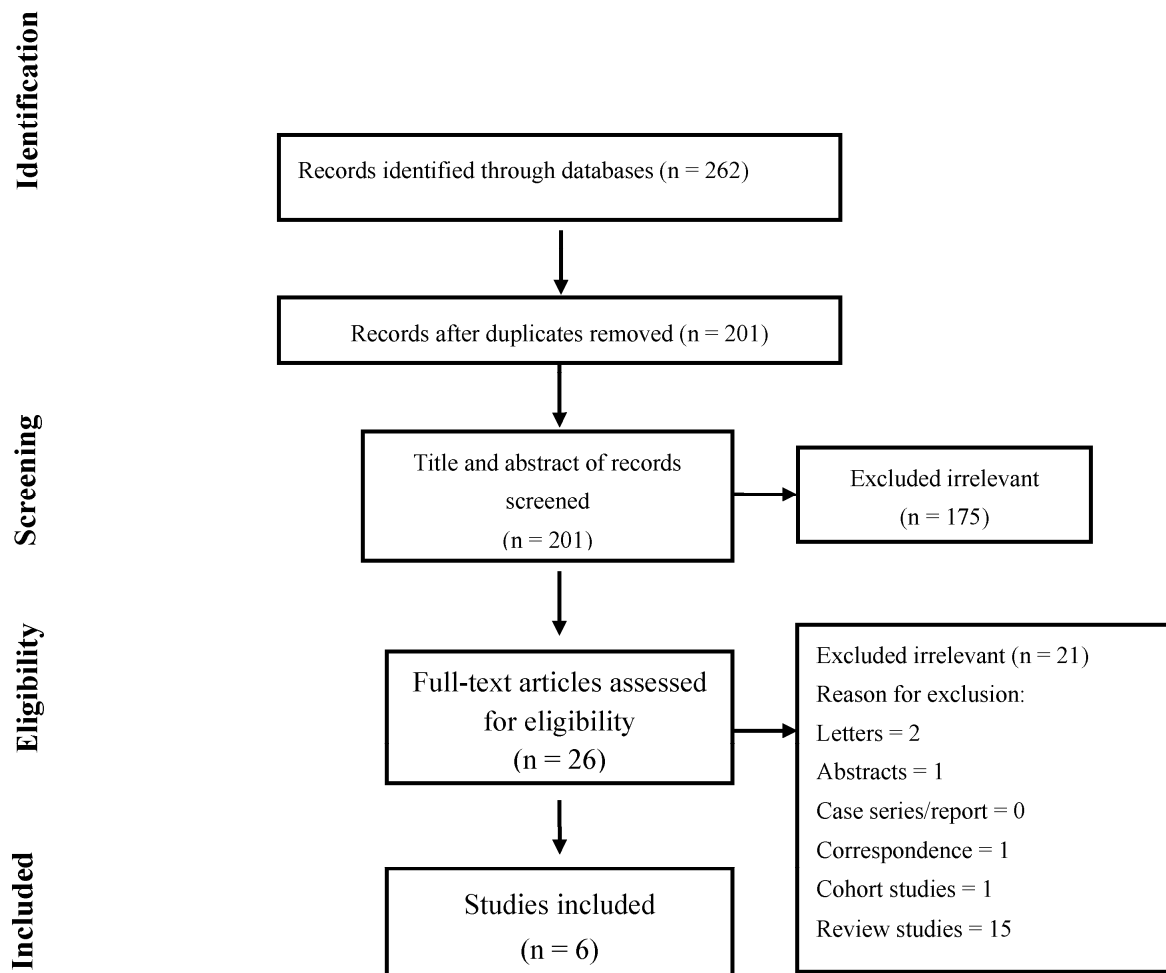 Identification
Records identified through databases (n = 262)
Records after duplicates removed (n = 201)
Screening
Title and abstract of records
screened
(n = 201)
Excluded irrelevant
(n = 175)
Eligibility
Full-text articles assessed
for eligibility
(n = 26)
Excluded irrelevant (n = 21)
Reason for exclusion:
Letters = 2
Abstracts = 1
Case series/report = 0
Correspondence = 1
Cohort studies = 1
Review studies = 15
Included
Studies included
(n = 6)